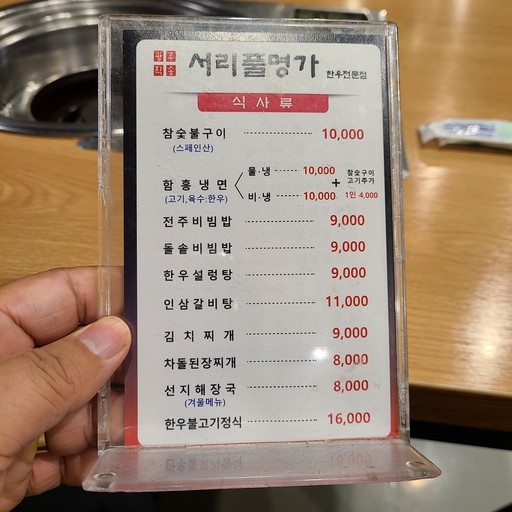 광주직송 서리풀명가 한우전문점
식사류
참숯불구이 10,000
(스페인산)
물·냉 10,000
함흥냉면 + 참숯구이 고기추가
(고기,육수:한우) 비·냉 10,000 1인 4,000
전주비빔밥 9,000
돌솥비빔밥 9,000
한우설렁탕 9,000
인삼갈비탕 11,000
김치찌개 9,000
차돌된장찌개 8,000
선지해장국 8,000
(겨울메뉴)
한우불고기정식 16,000